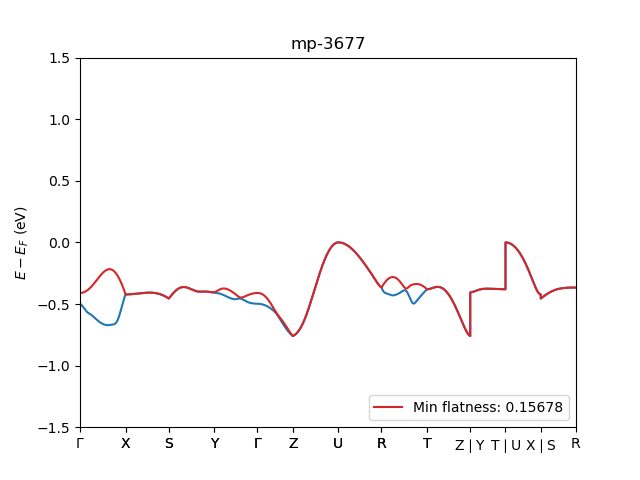 mp-3677
E − E_F (eV)
1.5
1.0
0.5
0.0
−0.5
−1.0
−1.5
Min flatness: 0.15678
Γ X S Y Γ Z U R T Z|Y T|U X|S R